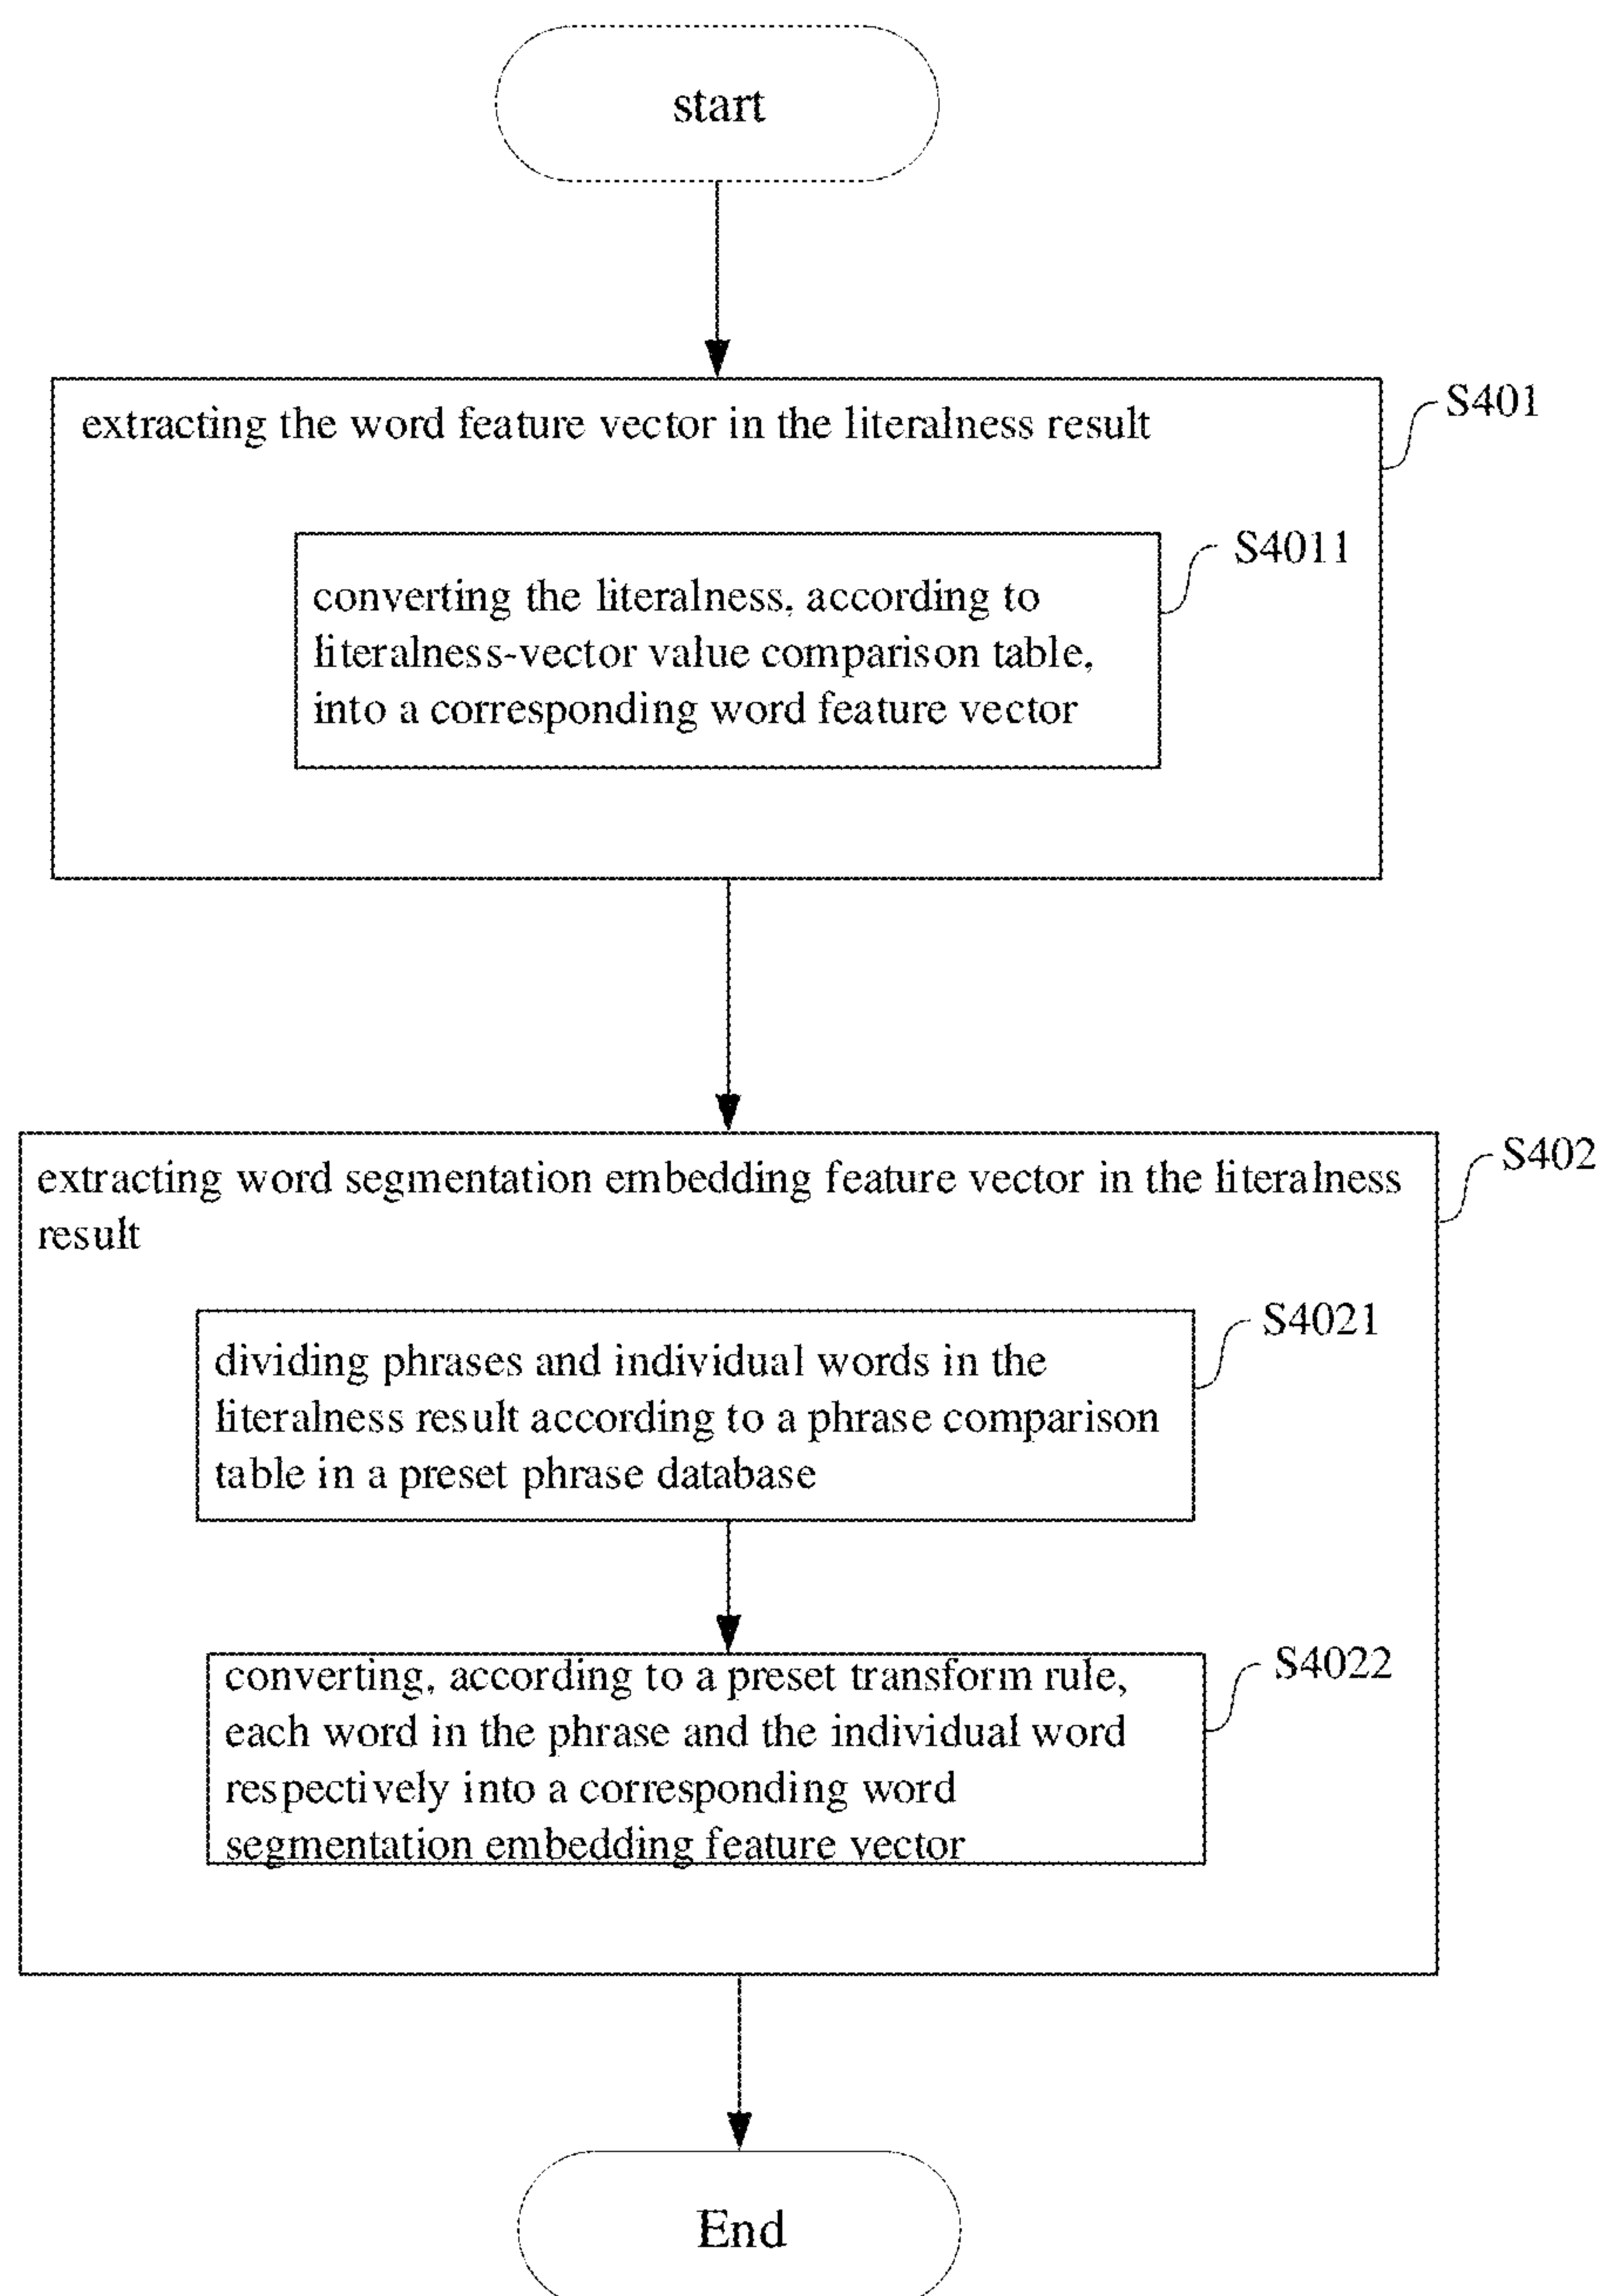 start
extracting the word feature vector in the literalness result
S401
S4011
converting the literalness, according to
literalness-vector value comparison table,
into a corresponding word feature vector
extracting word segmentation embedding feature vector in the literalness
result
S402
S4021
dividing phrases and individual words in the
literalness result according to a phrase comparison
table in a preset phrase database
S4022
converting, according to a preset transform rule,
each word in the phrase and the individual word
respectively into a corresponding word
segmentation embedding feature vector
End